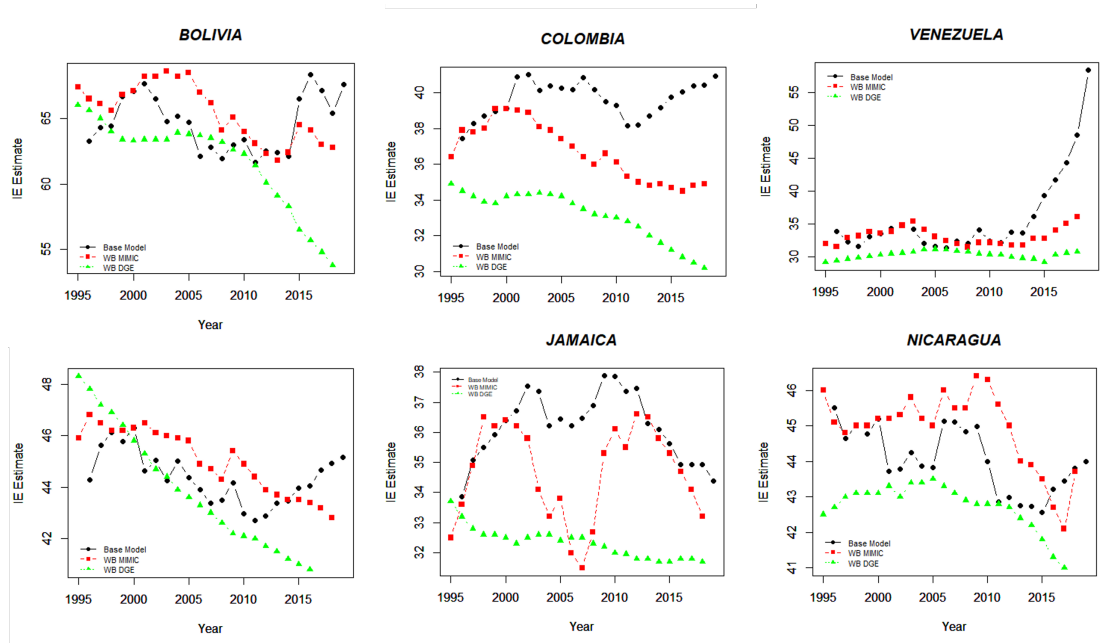 BOLIVIA
IE Estimate
65
60
55
Base Model
WB MIMIC
WB DGE
1995 2000 2005 2010 2015
Year
COLOMBIA
IE Estimate
40
38
36
34
32
30
Base Model
WB MIMIC
WB DGE
1995 2000 2005 2010 2015
VENEZUELA
IE Estimate
55
50
45
40
35
30
Base Model
WB MIMIC
WB DGE
1995 2000 2005 2010 2015
IE Estimate
48
46
44
42
Base Model
WB MIMIC
WB DGE
1995 2000 2005 2010 2015
Year
JAMAICA
IE Estimate
38
37
36
35
34
33
32
Base Model
WB MIMIC
WB DGE
1995 2000 2005 2010 2015
Year
NICARAGUA
IE Estimate
46
45
44
43
42
41
Base Model
WB MIMIC
WB DGE
1995 2000 2005 2010 2015
Year